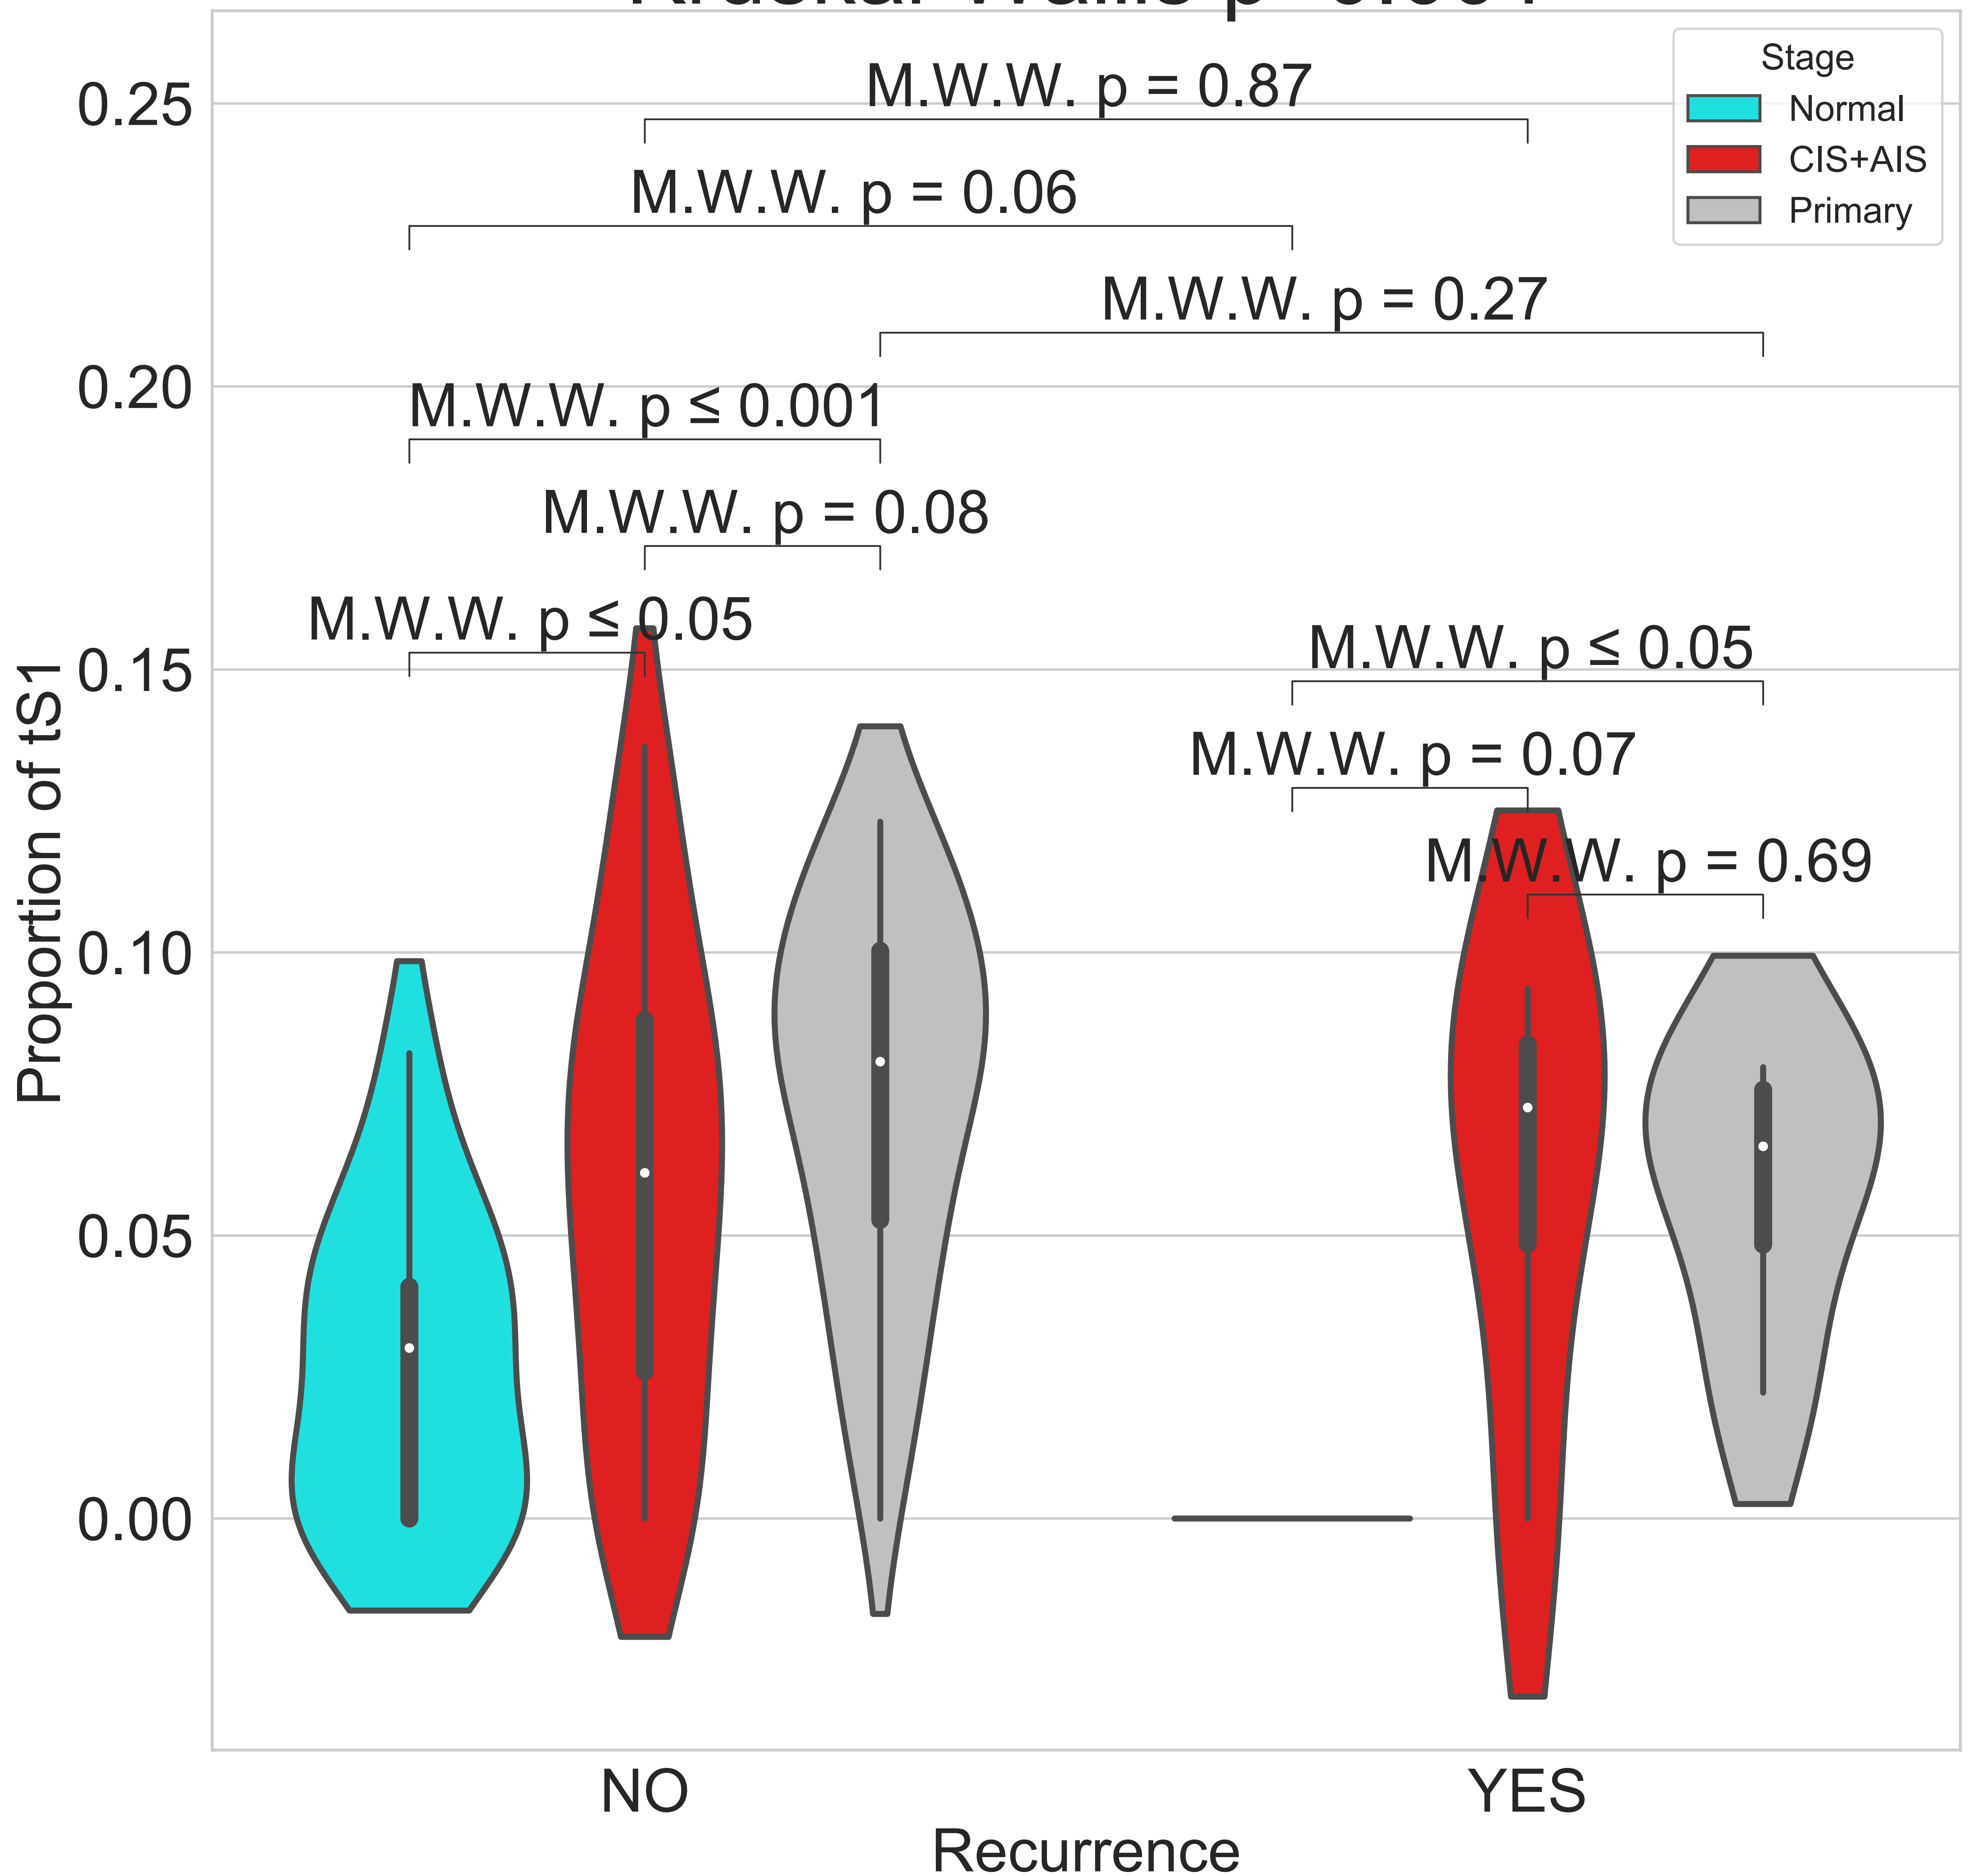 M.W.W. p = 0.87
M.W.W. p = 0.06
M.W.W. p = 0.27
M.W.W. p ≤ 0.001
M.W.W. p = 0.08
M.W.W. p ≤ 0.05
M.W.W. p ≤ 0.05
M.W.W. p = 0.07
M.W.W. p = 0.69
Stage
Normal
CIS+AIS
Primary
Proportion of tS1
0.25
0.20
0.15
0.10
0.05
0.00
NO
YES
Recurrence